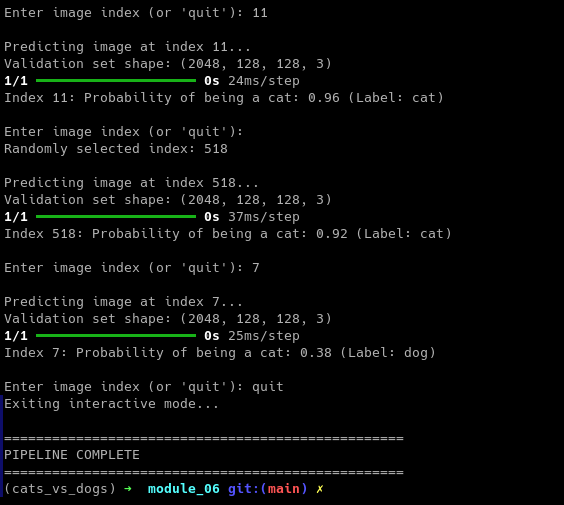 Enter image index (or 'quit'): 11
Predicting image at index 11...
Validation set shape: (2048, 128, 128, 3)
1/1 ━━━━━━━━━━━━━━━━━━━━ 0s 24ms/step
Index 11: Probability of being a cat: 0.96 (Label: cat)
Enter image index (or 'quit'):
Randomly selected index: 518
Predicting image at index 518...
Validation set shape: (2048, 128, 128, 3)
1/1 ━━━━━━━━━━━━━━━━━━━━ 0s 37ms/step
Index 518: Probability of being a cat: 0.92 (Label: cat)
Enter image index (or 'quit'): 7
Predicting image at index 7...
Validation set shape: (2048, 128, 128, 3)
1/1 ━━━━━━━━━━━━━━━━━━━━ 0s 25ms/step
Index 7: Probability of being a cat: 0.38 (Label: dog)
Enter image index (or 'quit'): quit
Exiting interactive mode...
==================================================
PIPELINE COMPLETE
==================================================
(cats_vs_dogs) ➜  module_06 git:(main) ✗